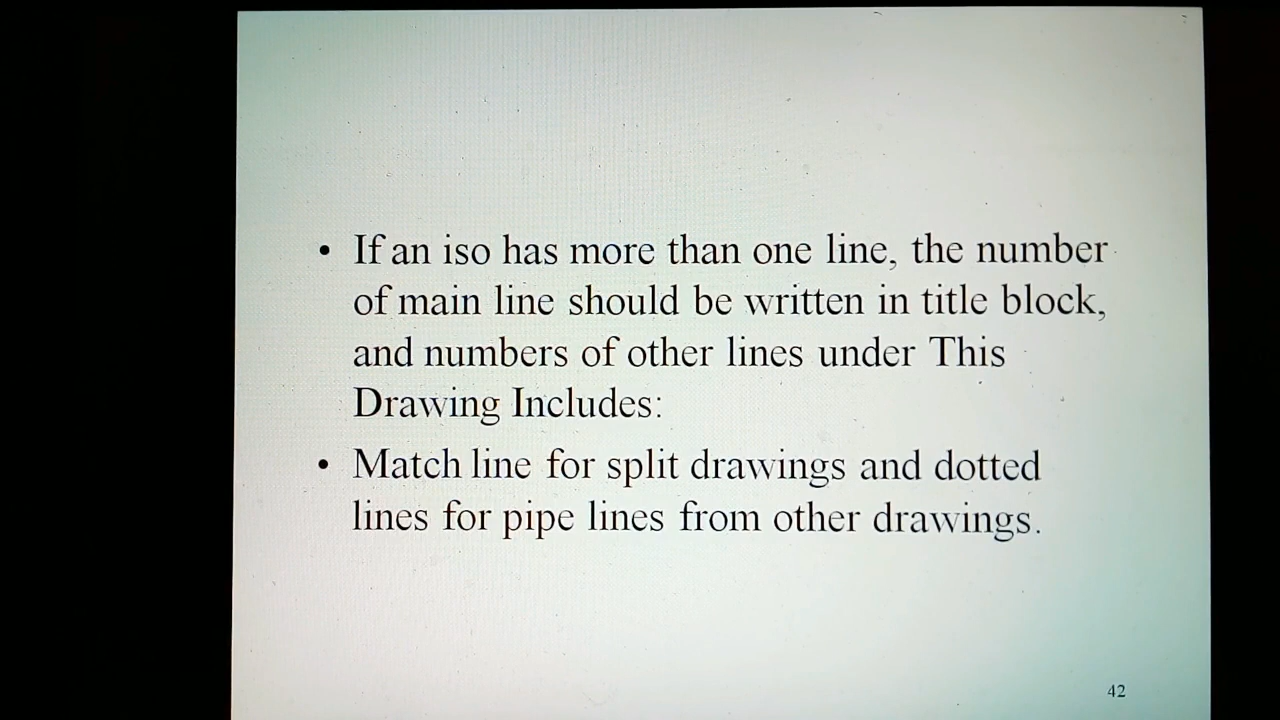 • If an iso has more than one line, the number
of main line should be written in title block,
and numbers of other lines under This
Drawing Includes:
• Match line for split drawings and dotted
lines for pipe lines from other drawings.
42